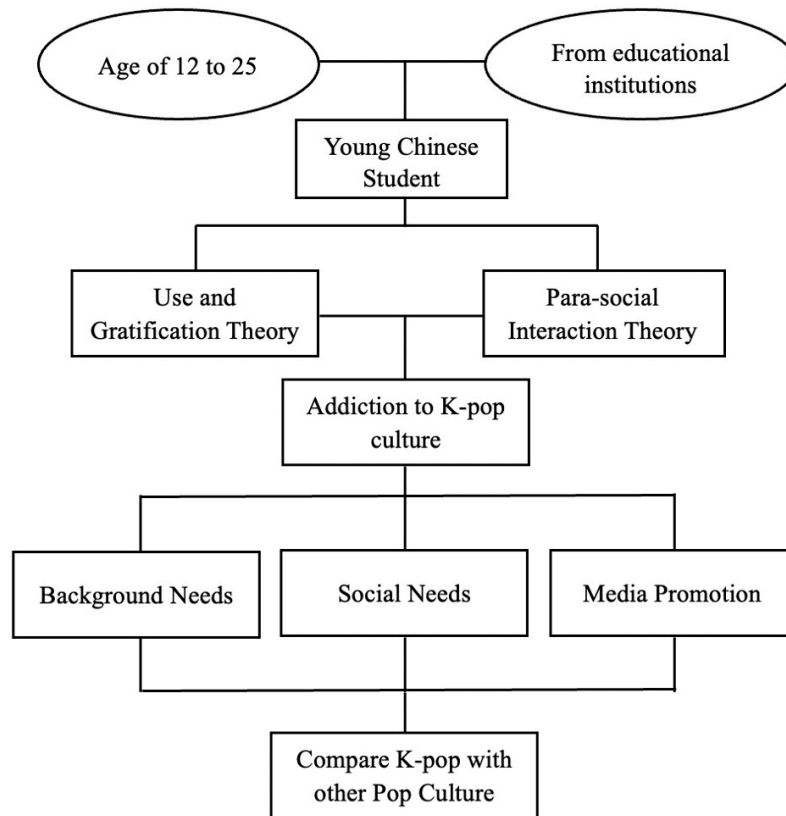 Age of 12 to 25
From educational
institutions
Young Chinese
Student
Use and
Gratification Theory
Para-social
Interaction Theory
Addiction to K-pop
culture
Background Needs
Social Needs
Media Promotion
Compare K-pop with
other Pop Culture